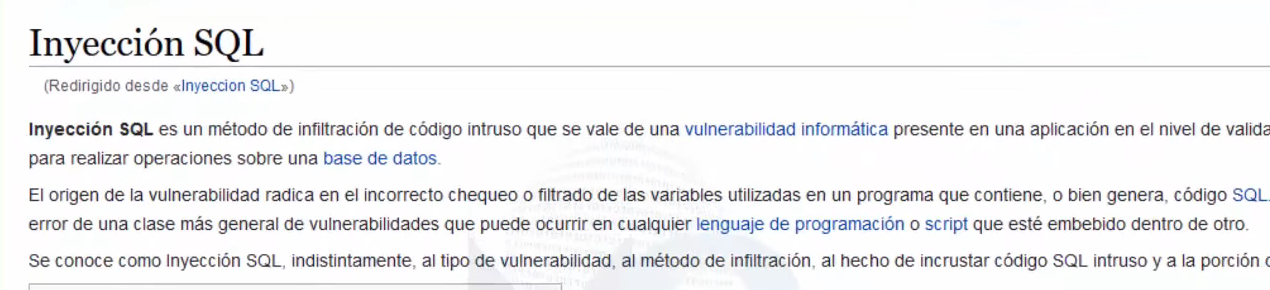 Inyección SQL
(Redirigido desde «Inyeccion SQL»)
Inyección SQL es un método de infiltración de código intruso que se vale de una vulnerabilidad informática presente en una aplicación en el nivel de valida
para realizar operaciones sobre una base de datos.
El origen de la vulnerabilidad radica en el incorrecto chequeo o filtrado de las variables utilizadas en un programa que contiene, o bien genera, código SQL.
error de una clase más general de vulnerabilidades que puede ocurrir en cualquier lenguaje de programación o script que esté embebido dentro de otro.
Se conoce como Inyección SQL, indistintamente, al tipo de vulnerabilidad, al método de infiltración, al hecho de incrustar código SQL intruso y a la porción